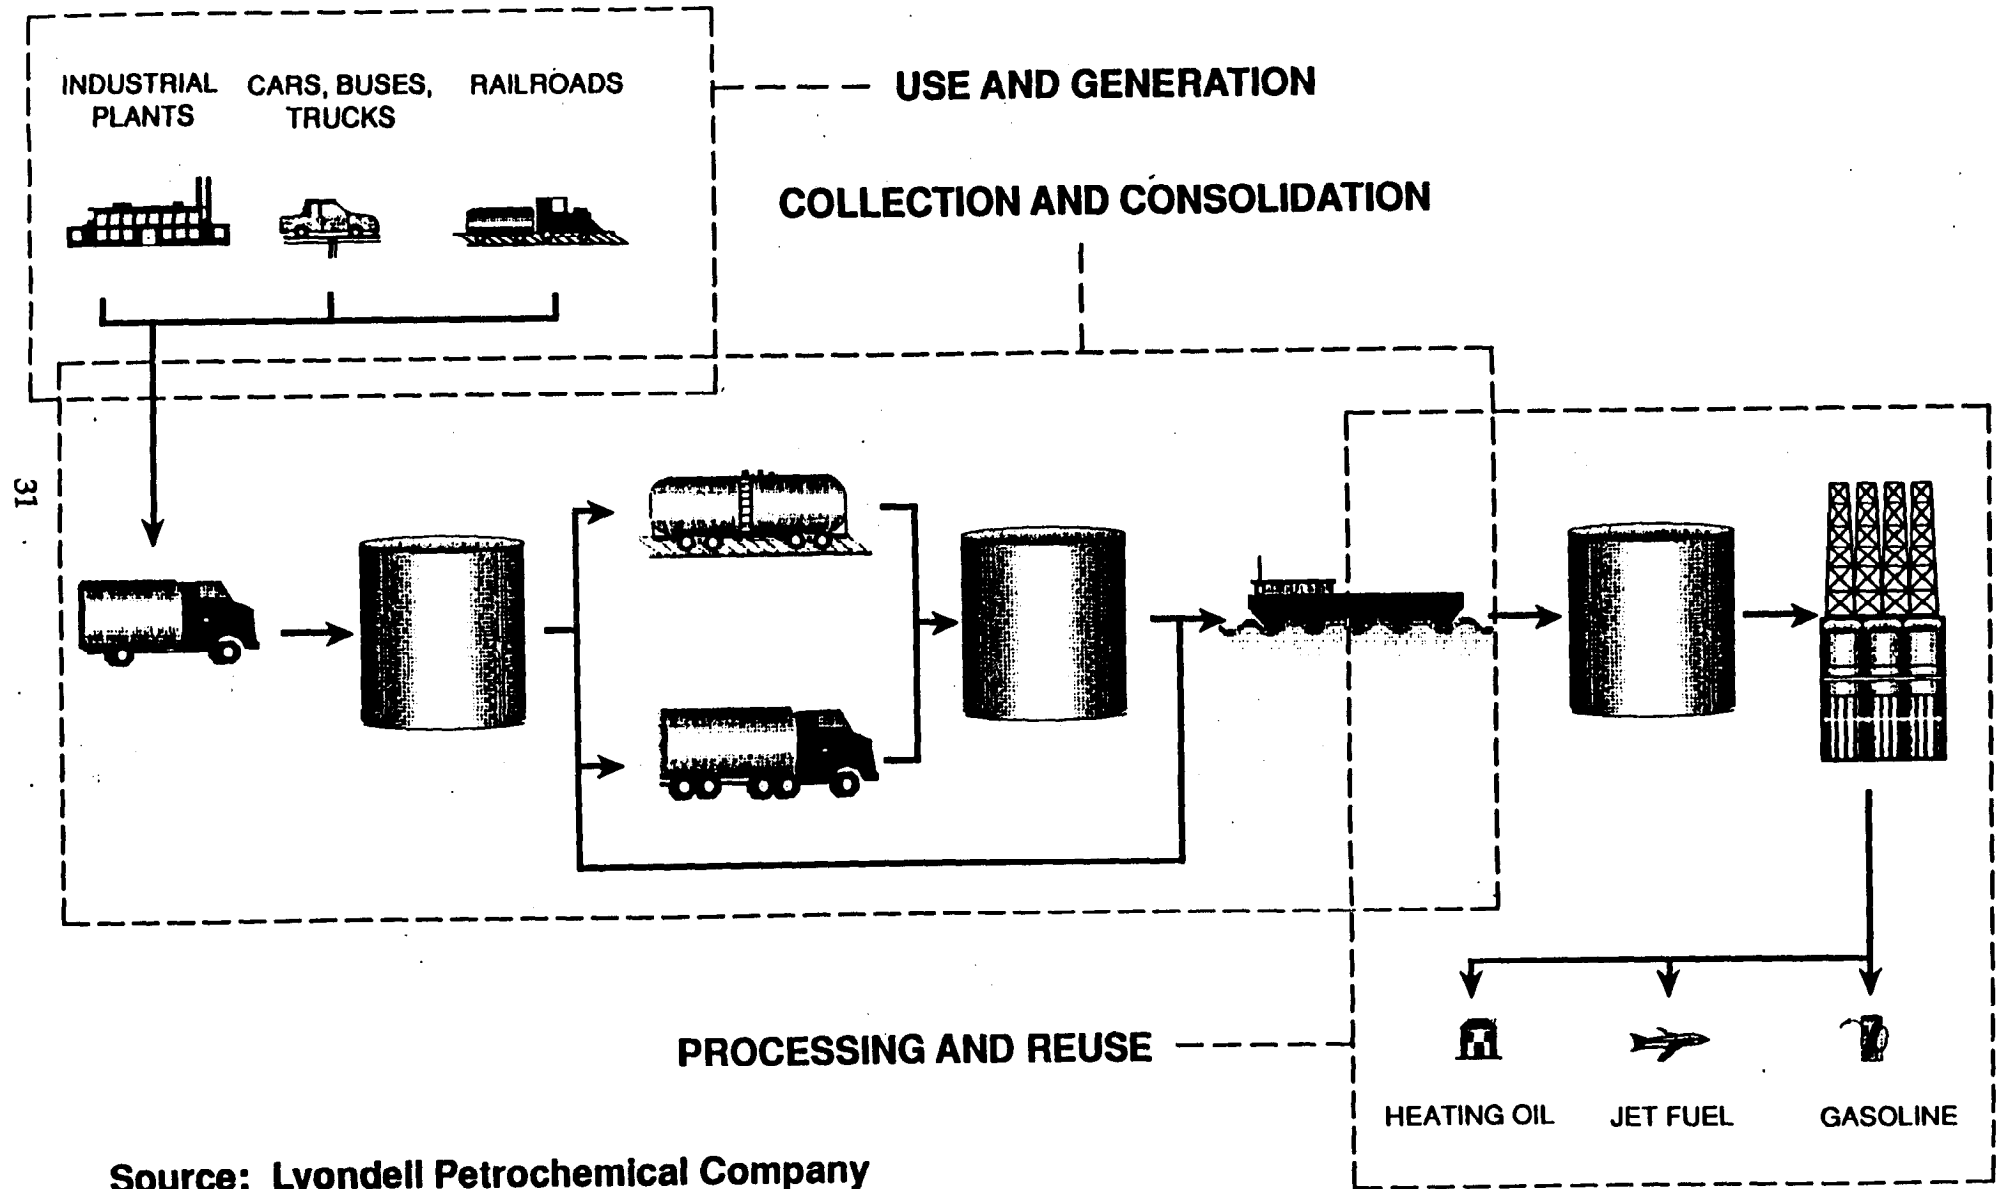 INDUSTRIAL
PLANTS
CARS, BUSES,
TRUCKS
RAILROADS
USE AND GENERATION
COLLECTION AND CONSOLIDATION
31
PROCESSING AND REUSE
HEATING OIL
JET FUEL
GASOLINE
Source: Lyondell Petrochemical Company